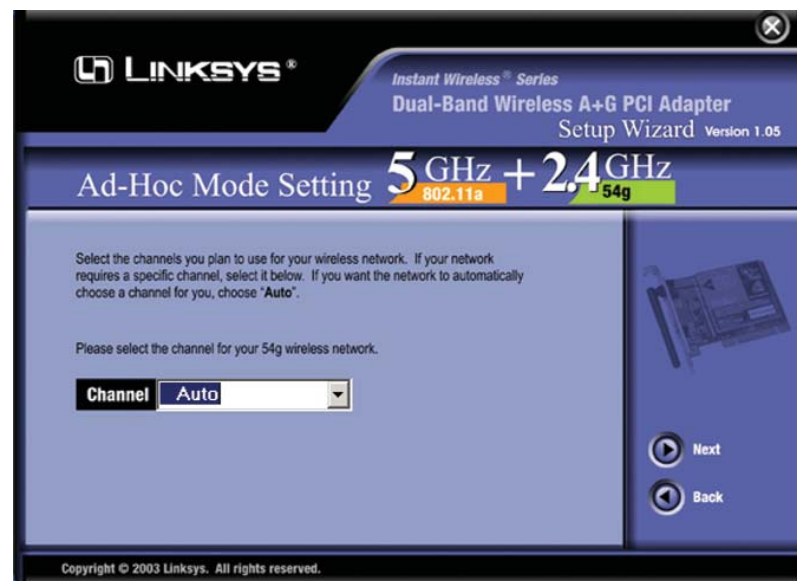 LINKSYS®
Instant Wireless® Series
Dual-Band Wireless A+G PCI Adapter
Setup Wizard Version 1.05
Ad-Hoc Mode Setting 5 GHz 802.11a + 2.4 GHz 54g
Select the channels you plan to use for your wireless network. If your network
requires a specific channel, select it below. If you want the network to automatically
choose a channel for you, choose “Auto”.
Please select the channel for your 54g wireless network.
Channel Auto
Next
Back
Copyright © 2003 Linksys. All rights reserved.